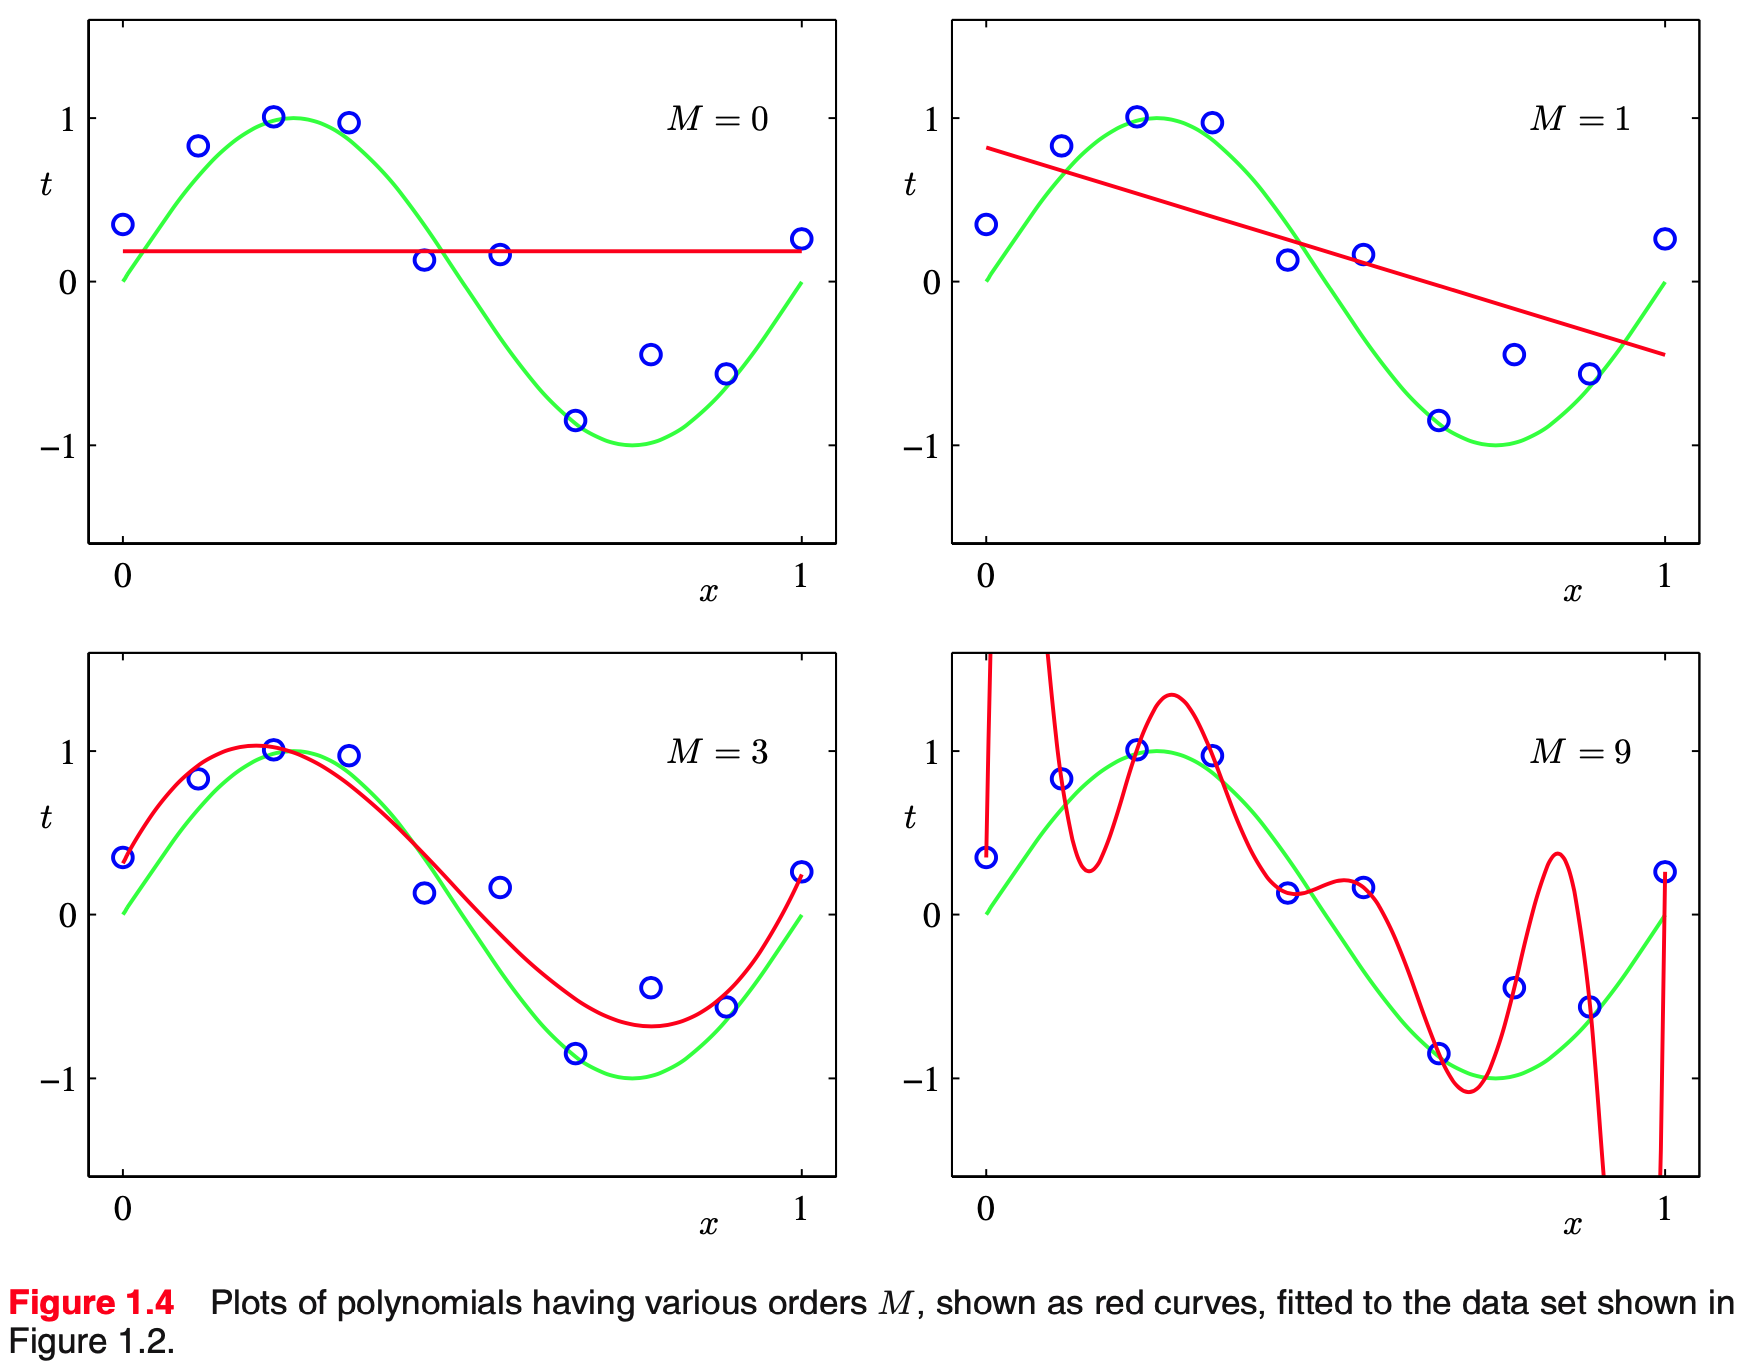 1
t
0
−1
0
x
1
M = 0
1
t
0
−1
0
x
1
M = 1
1
t
0
−1
0
x
1
M = 3
1
t
0
−1
0
x
1
M = 9
Figure 1.4 Plots of polynomials having various orders M, shown as red curves, fitted to the data set shown in
Figure 1.2.